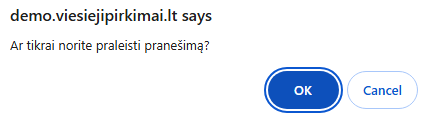 demo.viesiejipirkimai.lt says
Ar tikrai norite praleisti pranešimą?
OK
Cancel